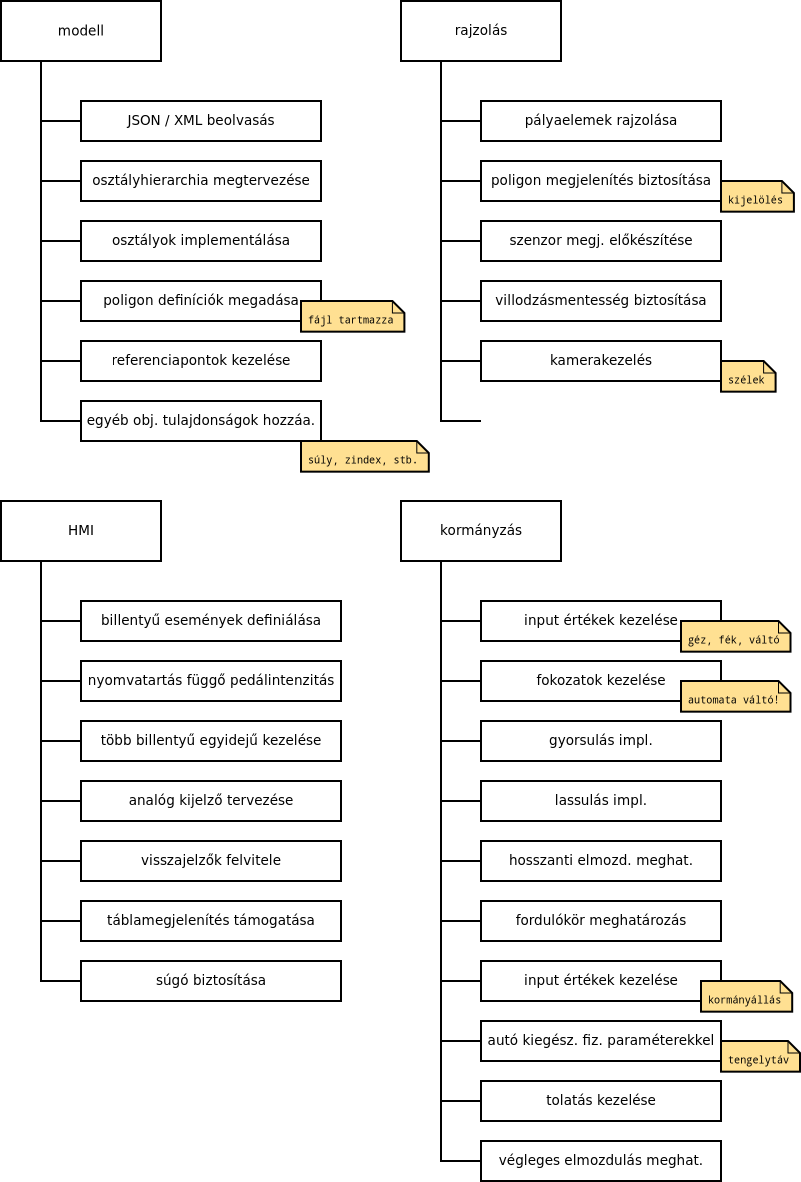 modell
JSON / XML beolvasás
osztályhierarchia megtervezése
osztályok implementálása
poligon definíciók megadása
fájl tartmazza
referenciapontok kezelése
egyéb obj. tulajdonságok hozzáa.
súly, zindex, stb.
rajzolás
pályaelemek rajzolása
poligon megjelenítés biztosítása
kijelölés
szenzor megj. előkészítése
villodzásmentesség biztosítása
kamerakezelés
szélek
HMI
billentyű események definiálása
nyomvatartás függő pedálintenzitás
több billentyű egyidejű kezelése
analóg kijelző tervezése
visszajelzők felvitele
táblamegjelenítés támogatása
súgó biztosítása
kormányzás
input értékek kezelése
géz, fék, váltó
fokozatok kezelése
automata váltó!
gyorsulás impl.
lassulás impl.
hosszanti elmozd. meghat.
fordulókör meghatározás
input értékek kezelése
kormányállás
autó kiegész. fiz. paraméterekkel
tengelytáv
tolatás kezelése
végleges elmozdulás meghat.